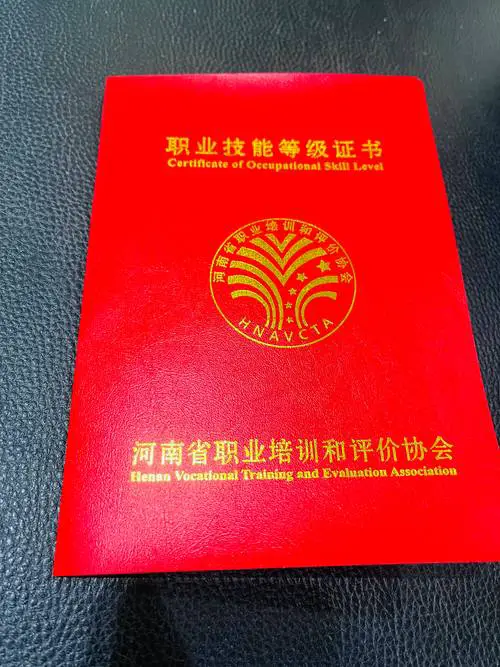 职业技能等级证书
Certificate of Occupational Skill Level
河南省职业培训和评价协会
HNAVCTA
河南省职业培训和评价协会
Henan Vocational Training and Evaluation Association